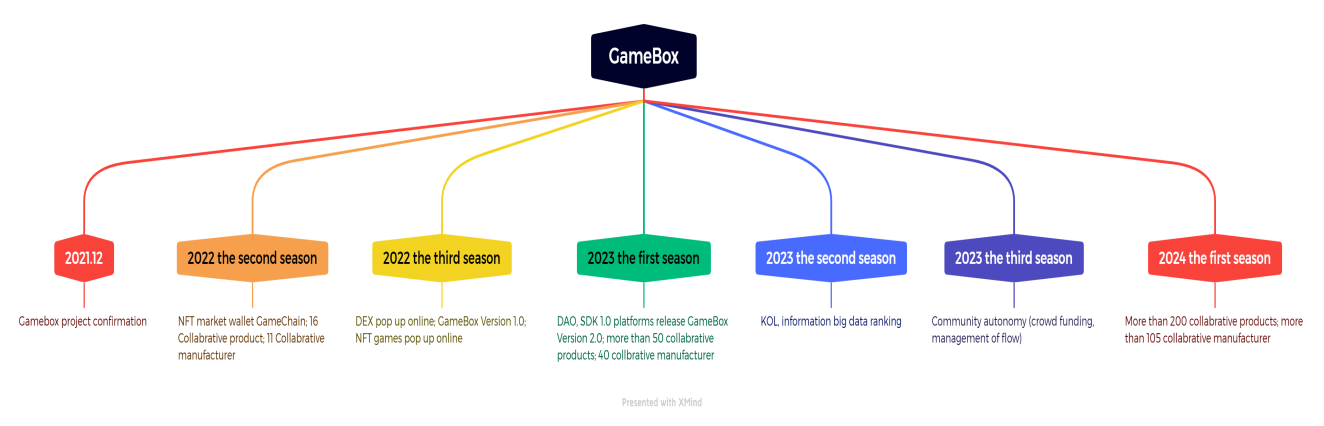 GameBox
2021.12
2022 the second season
2022 the third season
2023 the first season
2023 the second season
2023 the third season
2024 the first season
Gamebox project confirmation
NFT market wallet GameChain; 16
Collabrative product; 11 Collabrative
manufacturer
DEX pop up online; GameBox Version 1.0;
NFT games pop up online
DAO, SDK 1.0 platforms release GameBox
Version 2.0; more than 50 collabrative
products; 40 collbrative manufacturer
KOL, information big data ranking
Community autonomy (crowd funding,
management of flow)
More than 200 collabrative products; more
than 105 collabrative manufacturer
Presented with XMind